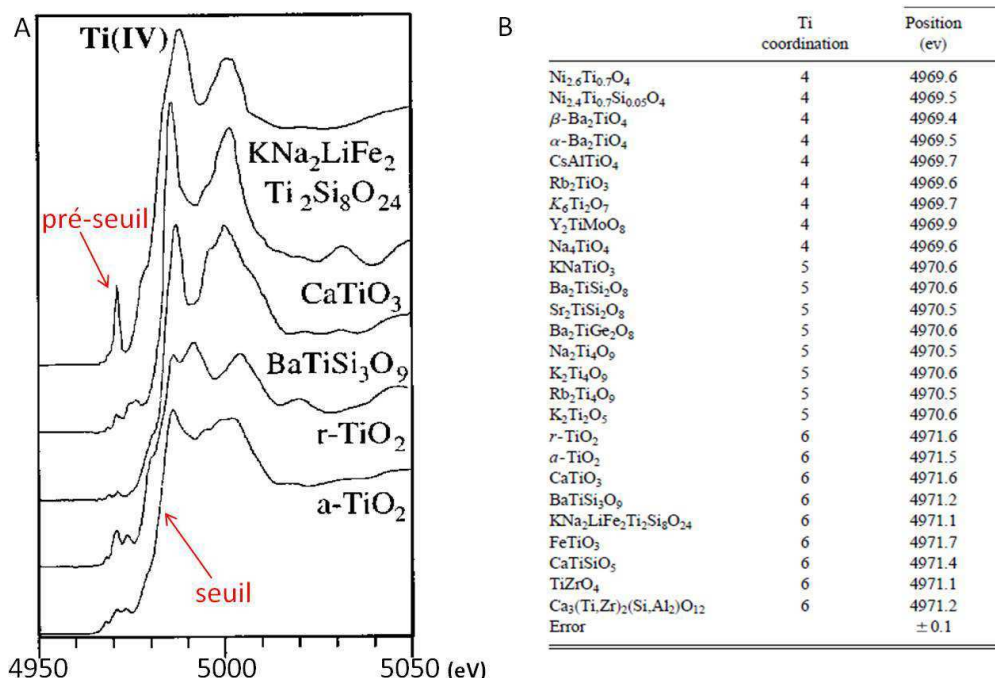 A
Ti(IV)
pré-seuil
KNa₂LiFe₂
Ti₂Si₈O₂₄
CaTiO₃
BaTiSi₃O₉
r-TiO₂
a-TiO₂
seuil
4950 5000 5050 (eV)
B
Ti coordination Position (ev)
Ni₂.₆Ti₀.₇O₄ 4 4969.6
Ni₂.₄Ti₀.₇Si₀.₀₅O₄ 4 4969.5
β-Ba₂TiO₄ 4 4969.4
α-Ba₂TiO₄ 4 4969.5
CsAlTiO₄ 4 4969.7
Rb₂TiO₃ 4 4969.6
K₆Ti₂O₇ 4 4969.7
Y₂TiMoO₈ 4 4969.9
Na₄TiO₄ 4 4969.6
KNaTiO₃ 5 4970.6
Ba₂TiSi₂O₈ 5 4970.6
Sr₂TiSi₂O₈ 5 4970.5
Ba₂TiGe₂O₈ 5 4970.6
Na₂Ti₄O₉ 5 4970.5
K₂Ti₄O₉ 5 4970.6
Rb₂Ti₄O₉ 5 4970.5
K₂Ti₂O₅ 5 4970.6
r-TiO₂ 6 4971.6
a-TiO₂ 6 4971.5
CaTiO₃ 6 4971.6
BaTiSi₃O₉ 6 4971.2
KNa₂LiFe₂Ti₂Si₈O₂₄ 6 4971.1
FeTiO₃ 6 4971.7
CaTiSiO₅ 6 4971.4
TiZrO₄ 6 4971.1
Ca₃(Ti,Zr)₂(Si,Al₂)O₁₂ 6 4971.2
Error ± 0.1